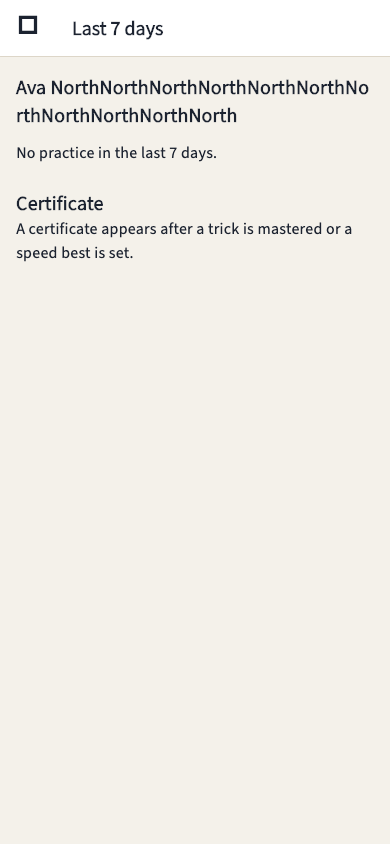 Last 7 days
Ava NorthNorthNorthNorthNorthNorthNo
rthNorthNorthNorthNorth
No practice in the last 7 days.
Certificate
A certificate appears after a trick is mastered or a
speed best is set.